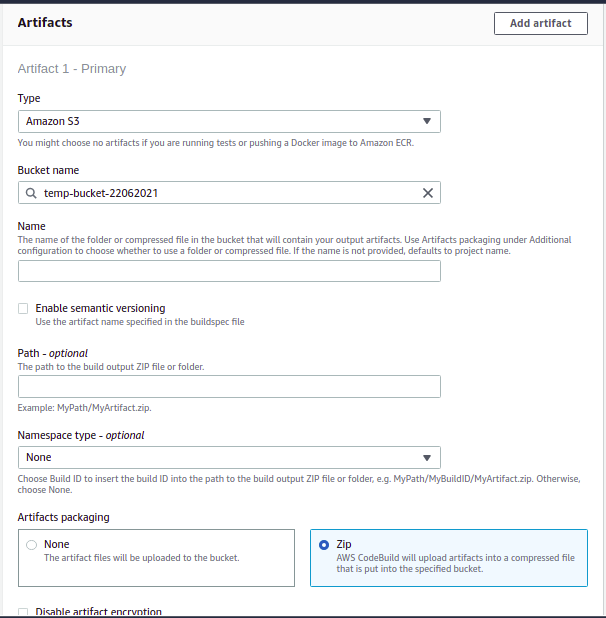 Artifacts
Add artifact
Artifact 1 - Primary
Type
Amazon S3
You might choose no artifacts if you are running tests or pushing a Docker image to Amazon ECR.
Bucket name
temp-bucket-22062021
Name
The name of the folder or compressed file in the bucket that will contain your output artifacts. Use Artifacts packaging under Additional
configuration to choose whether to use a folder or compressed file. If the name is not provided, defaults to project name.
Enable semantic versioning
Use the artifact name specified in the buildspec file
Path - optional
The path to the build output ZIP file or folder.
Example: MyPath/MyArtifact.zip.
Namespace type - optional
None
Choose Build ID to insert the build ID into the path to the build output ZIP file or folder, e.g. MyPath/MyBuildID/MyArtifact.zip. Otherwise,
choose None.
Artifacts packaging
None
The artifact files will be uploaded to the bucket.
Zip
AWS CodeBuild will upload artifacts into a compressed file
that is put into the specified bucket.
Disable artifact encryption